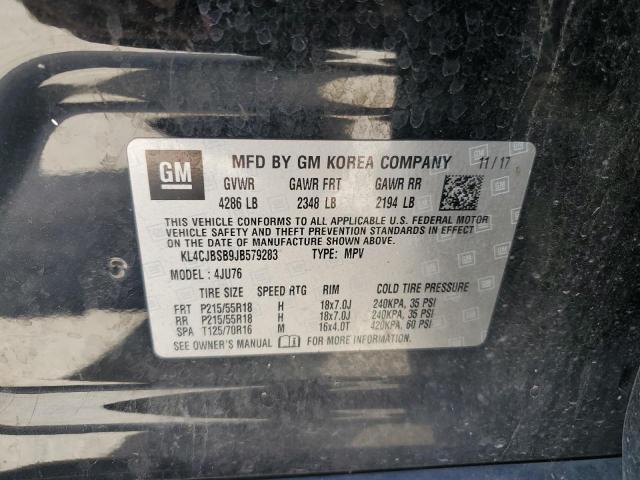 GM MFD BY GM KOREA COMPANY 11/17
GVWR GAWR FRT GAWR RR
4286 LB 2348 LB 2194 LB
THIS VEHICLE CONFORMS TO ALL APPLICABLE U.S. FEDERAL MOTOR
VEHICLE SAFETY, BUMPER, AND THEFT PREVENTION STANDARDS IN
EFFECT ON THE DATE OF MANUFACTURE SHOWN ABOVE.
KL4CJBSB9JB579283 TYPE: MPV
MODEL: 4JU76
TIRE SIZE SPEED RTG RIM COLD TIRE PRESSURE
FRT P215/55R18 H 18x7.0J 240KPA, 35 PSI
RR P215/55R18 H 18x7.0J 240KPA, 35 PSI
SPA T125/70R16 M 16x4.0T 420KPA, 60 PSI
SEE OWNER'S MANUAL FOR MORE INFORMATION.